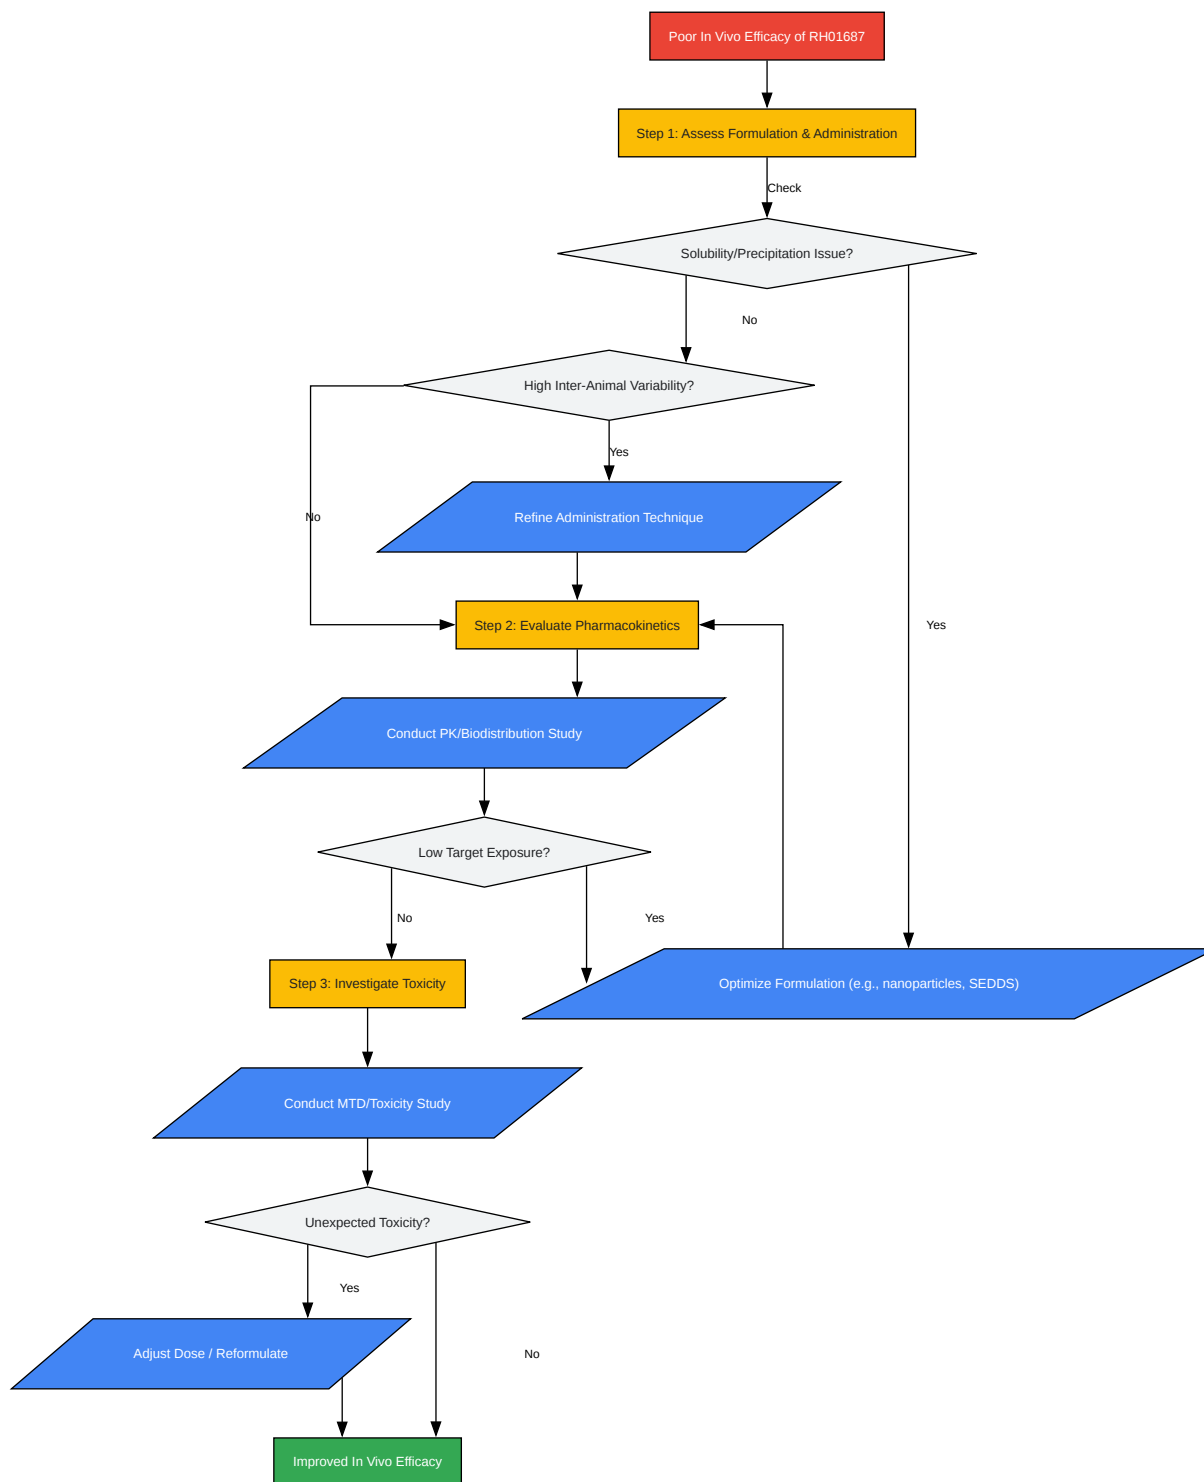 Poor In Vivo Efficacy of RH01687
Step 1: Assess Formulation & Administration
Check
Solubility/Precipitation Issue?
No
High Inter-Animal Variability?
Yes
No
Refine Administration Technique
Step 2: Evaluate Pharmacokinetics
Yes
Conduct PK/Biodistribution Study
Low Target Exposure?
No
Yes
Step 3: Investigate Toxicity
Optimize Formulation (e.g., nanoparticles, SEDDS)
Conduct MTD/Toxicity Study
Unexpected Toxicity?
Yes
Adjust Dose / Reformulate
No
Improved In Vivo Efficacy